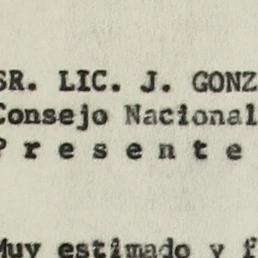 SR. LIC. J. GONZ
Consejo Nacional
P r e s e n t e
Muy estimado y f